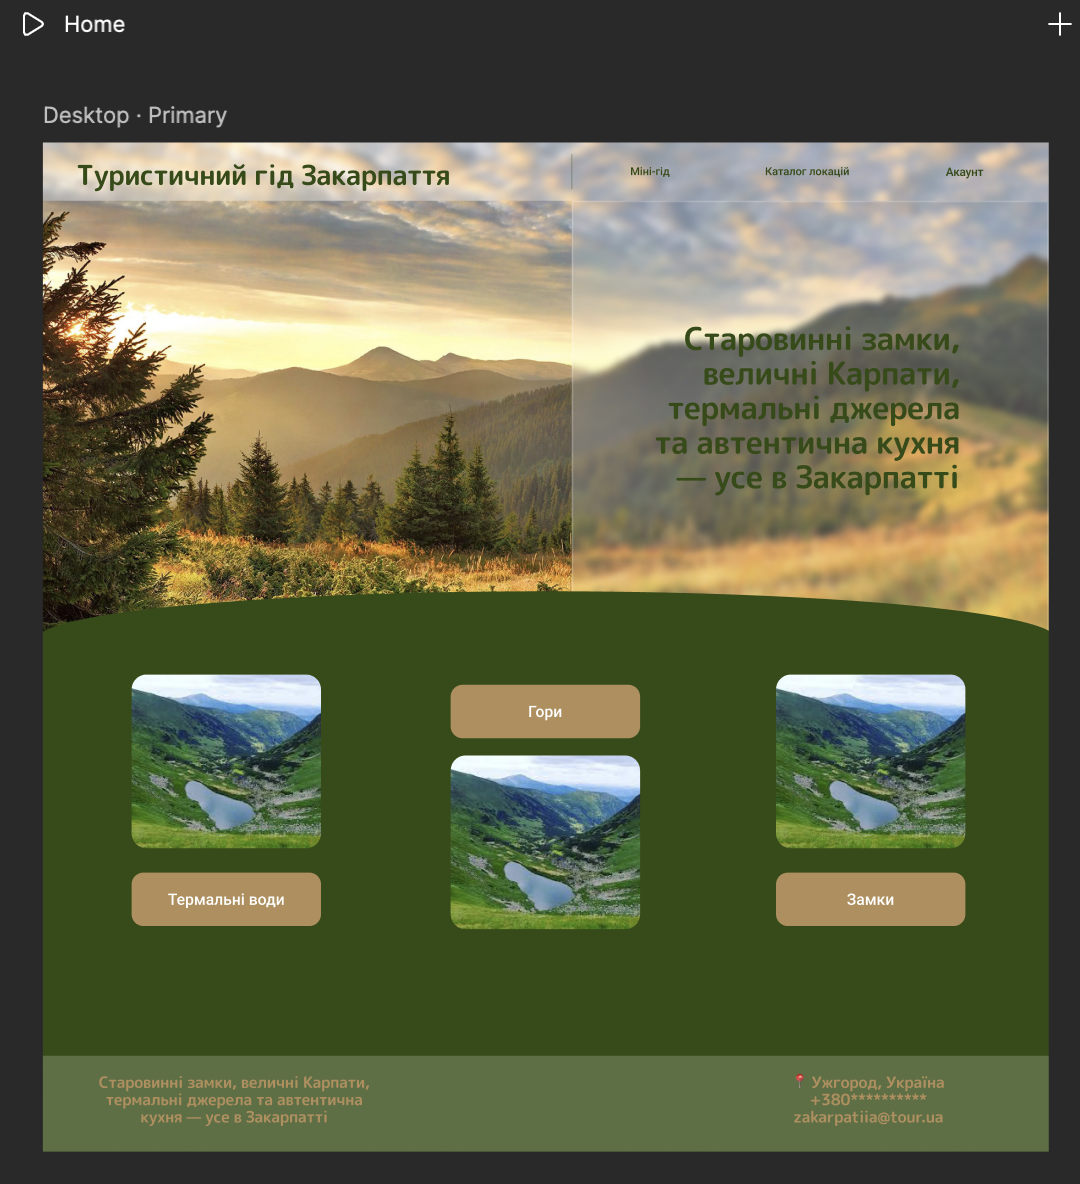 Home
Desktop · Primary
Туристичний гід Закарпаття
Міні-гід
Каталог локацій
Акаунт
Старовинні замки,
величні Карпати,
термальні джерела
та автентична кухня
— усе в Закарпатті
Гори
Термальні води
Замки
Старовинні замки, величні Карпати,
термальні джерела та автентична
кухня — усе в Закарпатті
📍 Ужгород, Україна
+380**********
zakarpatiia@tour.ua